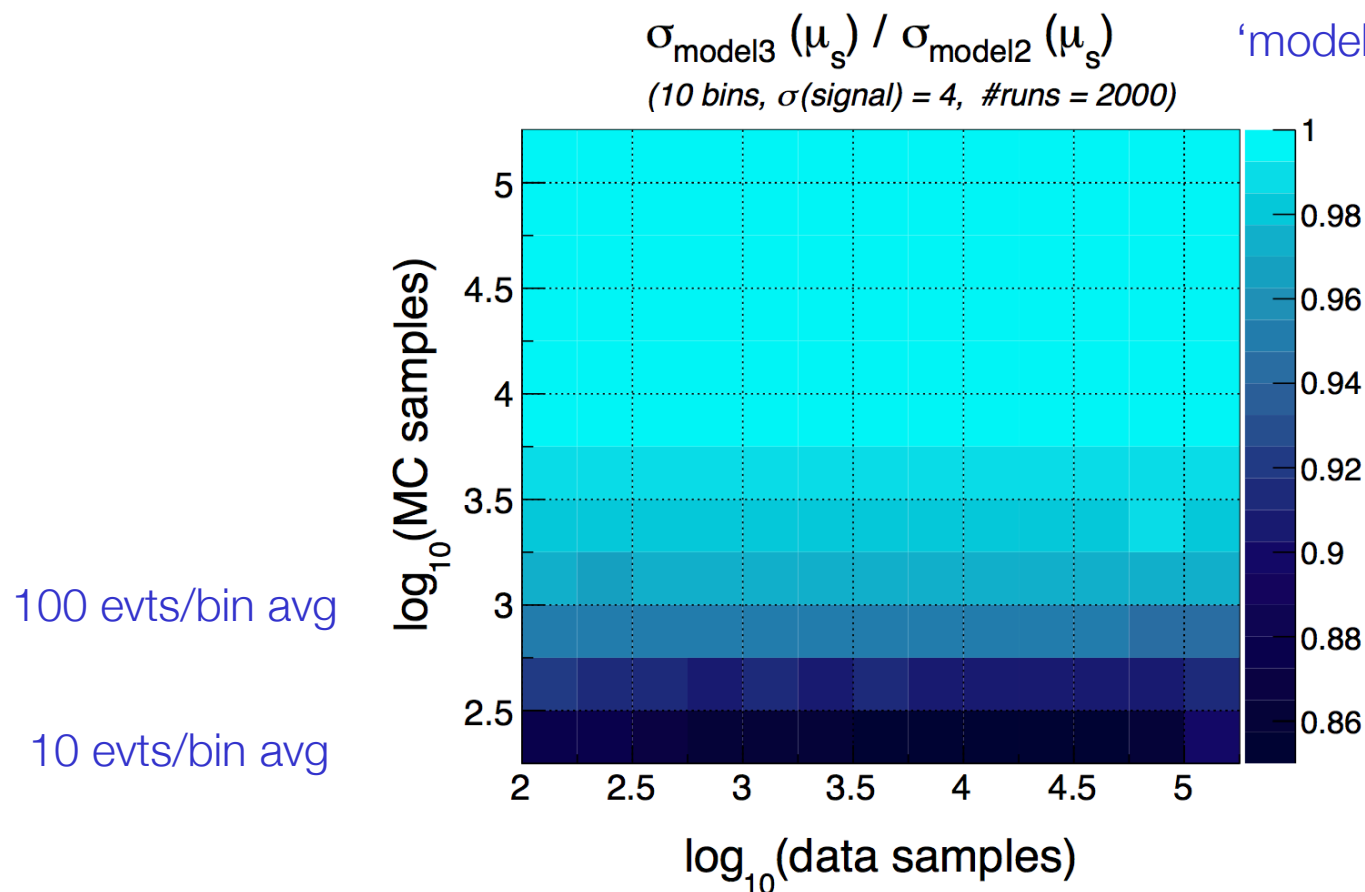 σmodel3 (μs) / σmodel2 (μs)
‘model
(10 bins, σ(signal) = 4, #runs = 2000)
1
0.98
0.96
0.94
0.92
0.9
0.88
0.86
5
4.5
4
3.5
3
2.5
log10(MC samples)
100 evts/bin avg
10 evts/bin avg
2 2.5 3 3.5 4 4.5 5
log10(data samples)